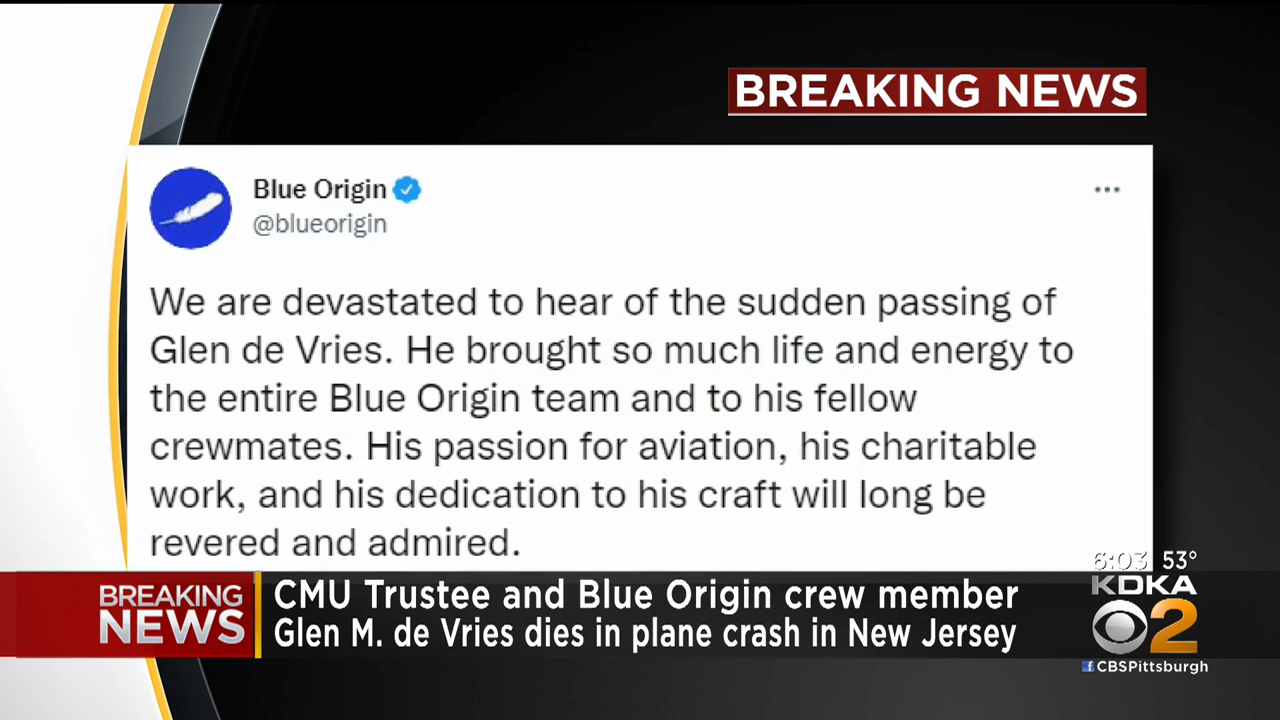 BREAKING NEWS
Blue Origin
@blueorigin
We are devastated to hear of the sudden passing of
Glen de Vries. He brought so much life and energy to
the entire Blue Origin team and to his fellow
crewmates. His passion for aviation, his charitable
work, and his dedication to his craft will long be
revered and admired.
BREAKING
NEWS
CMU Trustee and Blue Origin crew member
Glen M. de Vries dies in plane crash in New Jersey
6:03 53°
KDKA
2
CBSPittsburgh